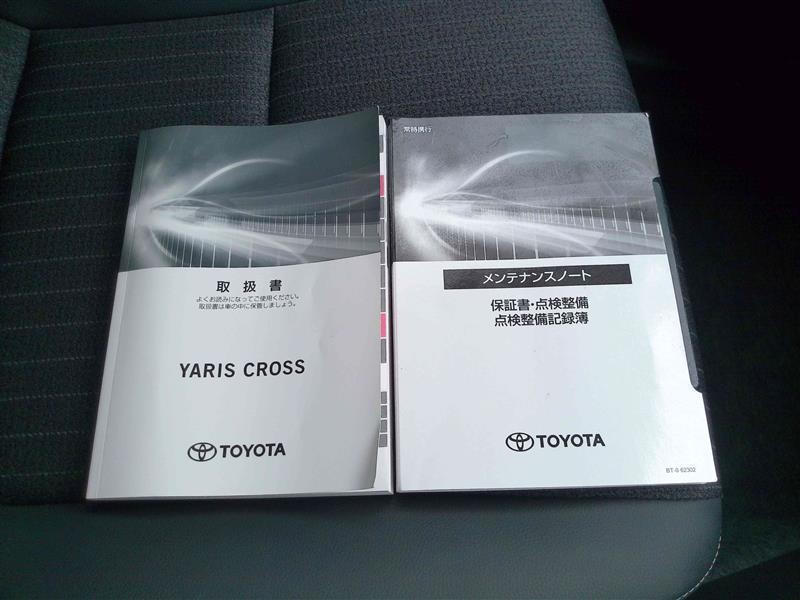 取扱書
よくお読みになってご使用ください。
取扱書は車の中に保管しましょう。
YARIS CROSS
TOYOTA
常時携行
メンテナンスノート
保証書・点検整備
点検整備記録簿
TOYOTA
BT-6 62302